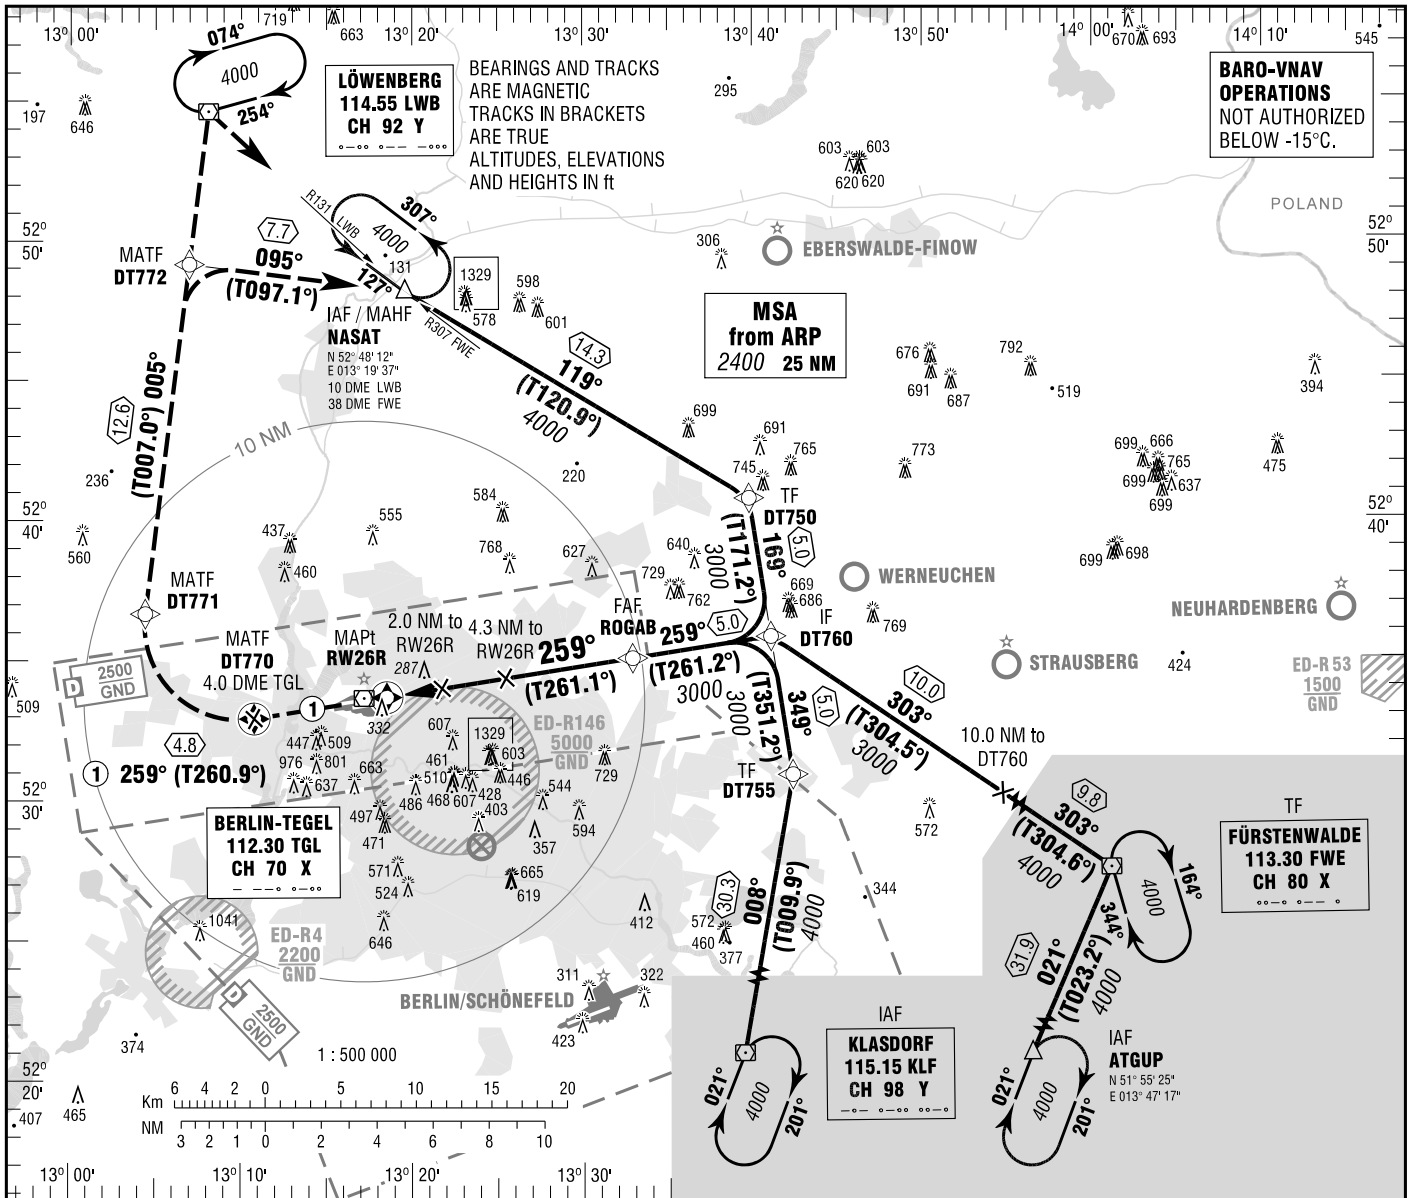 719
663
13° 00'
13° 20'
13° 30'
13° 40'
13° 50'
14° 00'
14° 10'
670
693
545
074°
4000
254°
LÖWENBERG
114.55 LWB
CH 92 Y
BEARINGS AND TRACKS
ARE MAGNETIC
TRACKS IN BRACKETS
ARE TRUE
ALTITUDES, ELEVATIONS
AND HEIGHTS IN ft
BARO-VNAV
OPERATIONS
NOT AUTHORIZED
BELOW -15°C.
197
646
295
603
603
620
620
POLAND
R131 LWB
307°
4000
131
127°
52°
50'
52°
50'
7.7
095°
(T097.1°)
MATF
DT772
306
EBERSWALDE-FINOW
1329
578
598
601
IAF / MAHF
NASAT
N 52° 48' 12"
E 013° 19' 37"
10 DME LWB
38 DME FWE
R307 FWE
MSA
from ARP
2400 25 NM
14.3
119°
(T120.9°)
4000
676
691
687
792
519
394
12.6
(T007.0°) 005°
10 NM
699
691
765
745
773
699
666
765
699
637
699
475
236
220
584
52°
40'
52°
40'
TF
DT750
560
437
555
460
768
627
640
729
762
(T171.2°)
169°
3000
5.0
669
686
WERNEUCHEN
769
699
698
NEUHARDENBERG
MATF
DT771
MATF
DT770
4.0 DME TGL
MAPt
RW26R
2.0 NM to
RW26R
287
4.3 NM to
RW26R
259°
(T261.1°)
FAF
ROGAB
259°
5.0
(T261.2°)
3000
IF
DT760
STRAUSBERG
424
ED-R 53
1500
GND
D
2500
GND
509
332
1
4.8
1 259° (T260.9°)
447
509
976
801
637
663
607
1329
603
461
510
446
486
468
607
428
403
ED-R146
5000
GND
729
544
594
357
(T351.2°)
349°
3000
5.0
TF
DT755
10.0
303°
(T304.5°)
3000
10.0 NM to
DT760
9.8
303°
(T304.6°)
4000
572
52°
30'
52°
30'
BERLIN-TEGEL
112.30 TGL
CH 70 X
497
471
571
524
646
665
619
412
TF
FÜRSTENWALDE
113.30 FWE
CH 80 X
164°
4000
344°
1041
ED-R4
2200
GND
D
2500
GND
30.3
008°
(T009.9°)
4000
572
460
377
344
31.9
021°
(T023.2°)
4000
311
322
BERLIN/SCHÖNEFELD
423
374
1 : 500 000
IAF
KLASDORF
115.15 KLF
CH 98 Y
IAF
ATGUP
N 51° 55' 25"
E 013° 47' 17"
021°
4000
201°
021°
4000
201°
52°
20'
52°
20'
465
407
Km
6 4 2 0 5 10 15 20
NM
3 2 1 0 2 4 6 8 10
13° 00'
13° 10'
13° 20'
13° 30'